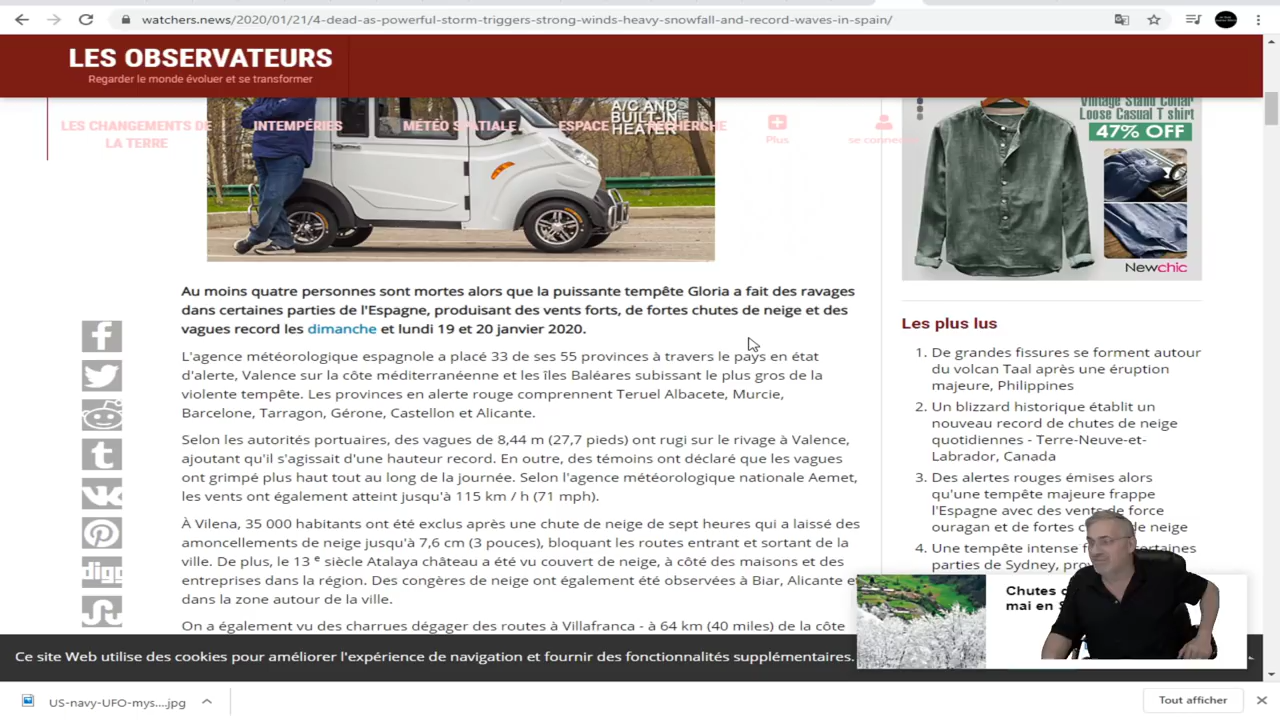 watchers.news/2020/01/21/4-dead-as-powerful-storm-triggers-strong-winds-heavy-snowfall-and-record-waves-in-spain/
LES OBSERVATEURS
Regarder le monde évoluer et se transformer
LES CHANGEMENTS DE
LA TERRE
INTEMPÉRIES
MÉTÉO SPATIALE
ESPACE
RECHERCHE
Plus
se connecter
A/C AND
BUILT-IN
HEATER
Vintage Stand Collar
Loose Casual T shirt
47% OFF
Newchic
Au moins quatre personnes sont mortes alors que la puissante tempête Gloria a fait des ravages
dans certaines parties de l'Espagne, produisant des vents forts, de fortes chutes de neige et des
vagues record les dimanche et lundi 19 et 20 janvier 2020.
L'agence météorologique espagnole a placé 33 de ses 55 provinces à travers le pays en état
d'alerte, Valence sur la côte méditerranéenne et les îles Baléares subissant le plus gros de la
violente tempête. Les provinces en alerte rouge comprennent Teruel Albacete, Murcie,
Barcelone, Tarragon, Gérone, Castellon et Alicante.
Selon les autorités portuaires, des vagues de 8,44 m (27,7 pieds) ont rugi sur le rivage à Valence,
ajoutant qu'il s'agissait d'une hauteur record. En outre, des témoins ont déclaré que les vagues
ont grimpé plus haut tout au long de la journée. Selon l'agence météorologique nationale Aemet,
les vents ont également atteint jusqu'à 115 km / h (71 mph).
À Vilena, 35 000 habitants ont été exclus après une chute de neige de sept heures qui a laissé des
amoncellements de neige jusqu'à 7,6 cm (3 pouces), bloquant les routes entrant et sortant de la
ville. De plus, le 13 e siècle Atalaya château a été vu couvert de neige, à côté des maisons et des
entreprises dans la région. Des congères de neige ont également été observées à Biar, Alicante e
dans la zone autour de la ville.
On a également vu des charrues dégager des routes à Villafranca - à 64 km (40 miles) de la côte
Les plus lus
1. De grandes fissures se forment autour
du volcan Taal après une éruption
majeure, Philippines
2. Un blizzard historique établit un
nouveau record de chutes de neige
quotidiennes - Terre-Neuve-et-
Labrador, Canada
3. Des alertes rouges émises alors
qu'une tempête majeure frappe
l'Espagne avec des vents de force
ouragan et de fortes de neige
4. Une tempête intense
parties de Sydney,
Chutes
mai en
digg
Ce site Web utilise des cookies pour améliorer l'expérience de navigation et fournir des fonctionnalités supplémentaires.
US-navy-UFO-mys....jpg
Tout afficher